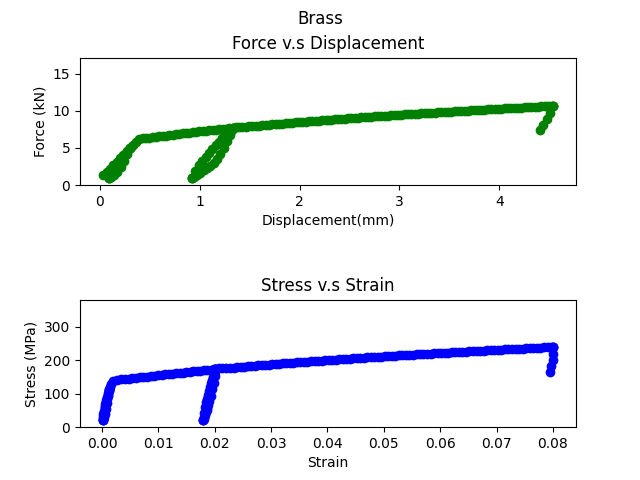 Brass
Force v.s Displacement
15
10
5
0
Force (kN)
0 1 2 3 4
Displacement(mm)
Stress v.s Strain
300
200
100
0
Stress (MPa)
0.00 0.01 0.02 0.03 0.04 0.05 0.06 0.07 0.08
Strain